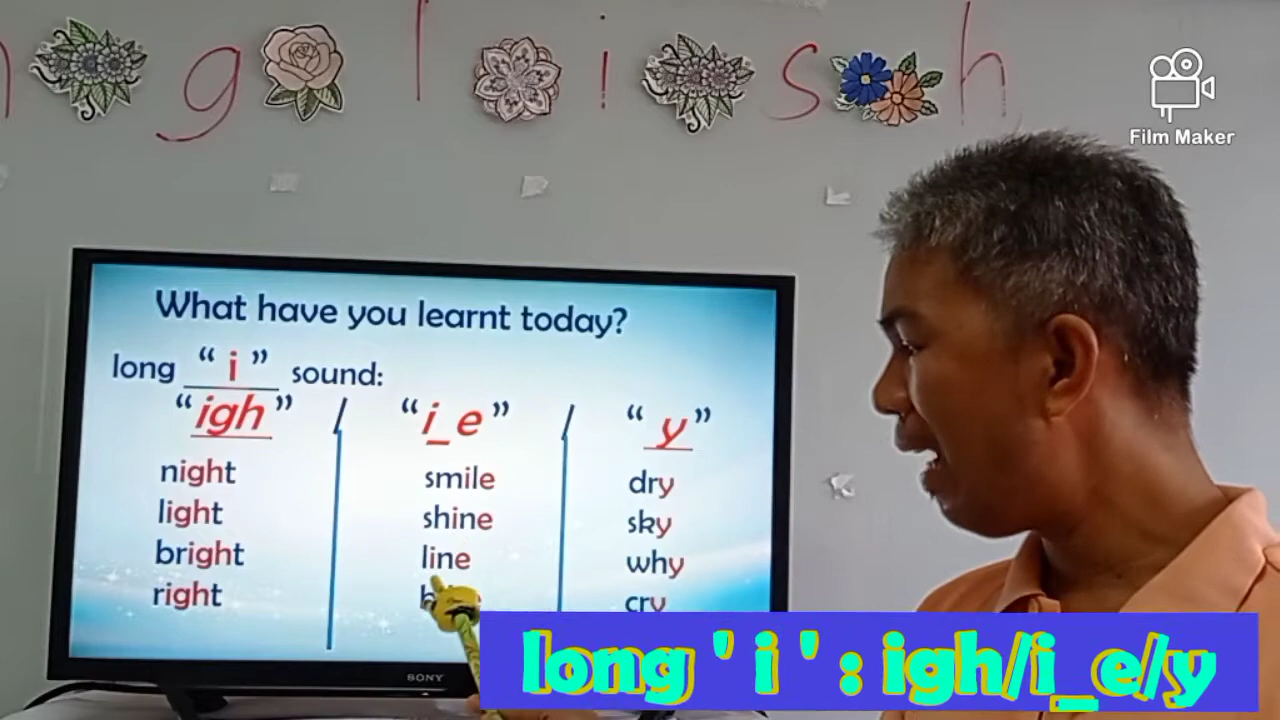 n g l i s h
Film Maker
What have you learnt today?
long " i " sound:
"igh" / "i_e" / "y"
night smile dry
light shine sky
bright line why
right cry
SONY
long ' i ' : igh/i_e/y